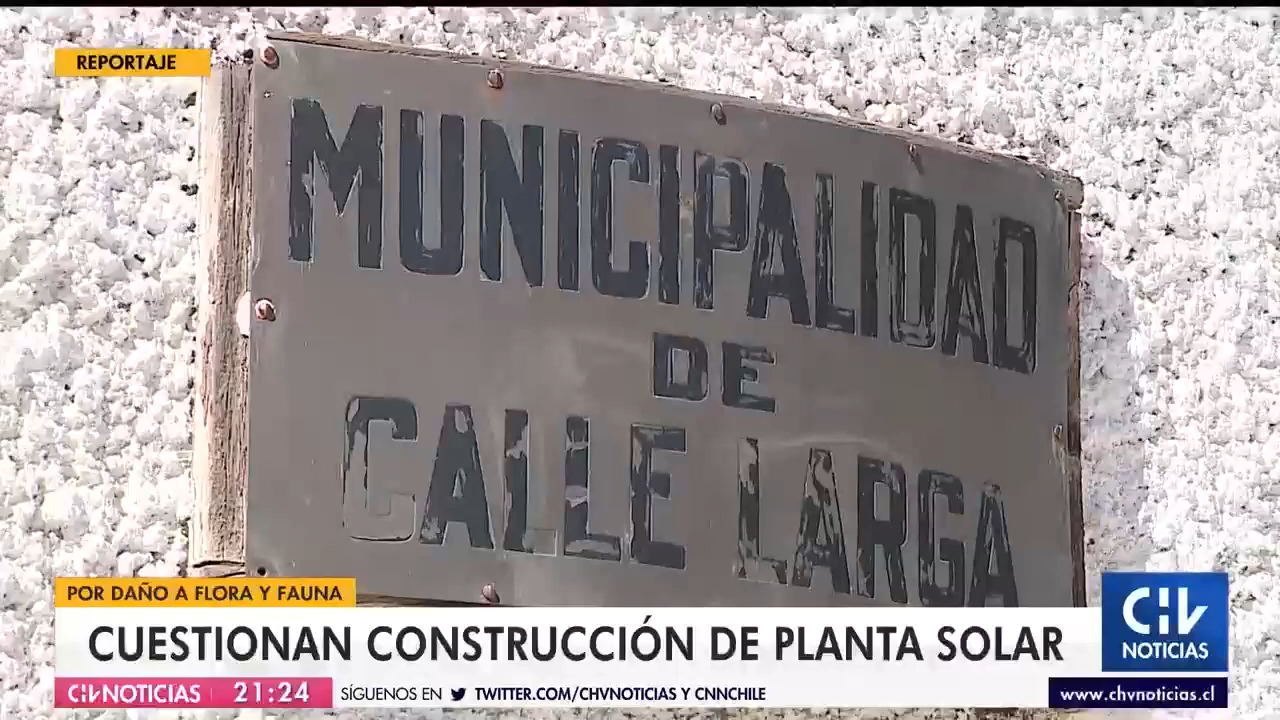 REPORTAJE
MUNICIPALIDAD
DE
CALLE LARGA
POR DAÑO A FLORA Y FAUNA
CUESTIONAN CONSTRUCCIÓN DE PLANTA SOLAR
CHV
NOTICIAS
CHVNOTICIAS 21:24 SÍGUENOS EN TWITTER.COM/CHVNOTICIAS Y CNNCHILE
www.chvnoticias.cl